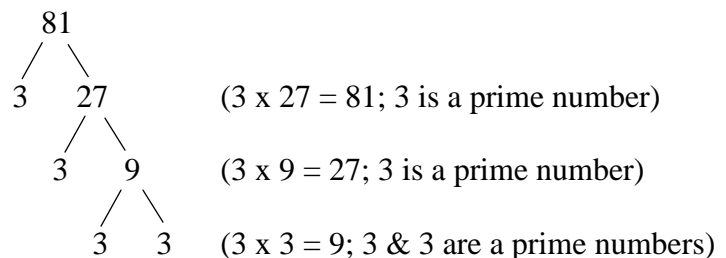 81
3 27 (3 x 27 = 81; 3 is a prime number)
3 9 (3 x 9 = 27; 3 is a prime number)
3 3 (3 x 3 = 9; 3 & 3 are a prime numbers)